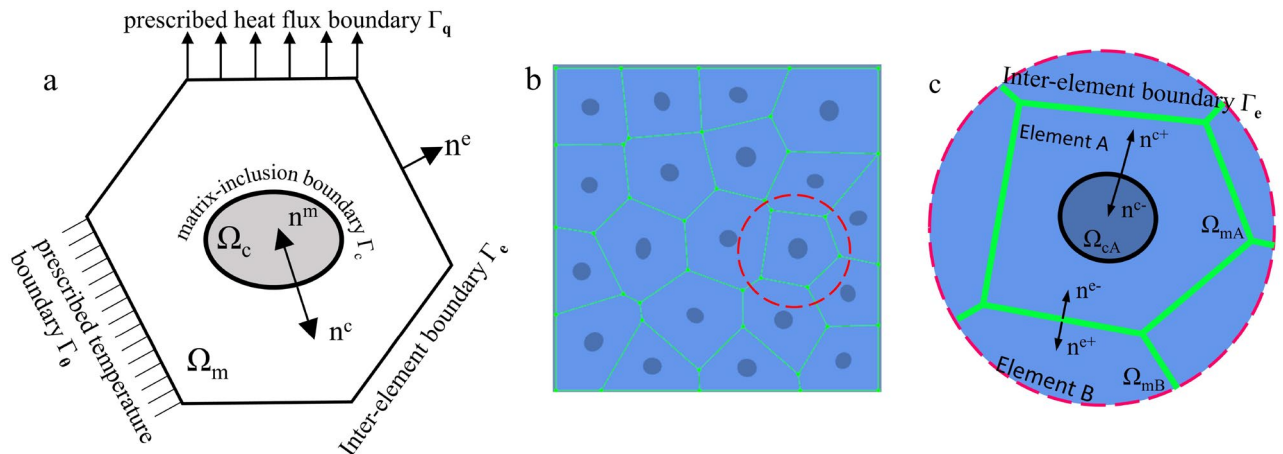 prescribed heat flux boundary Γq
a
nᵉ
matrix-inclusion boundary Γc
nᵐ
Ωc
nᶜ
prescribed temperature
boundary Γθ
Ωm
Inter-element boundary Γe
b
c
Inter-element boundary Γe
Element A
nᶜ⁺
nᶜ⁻
ΩcA
ΩmA
nᵉ⁻
nᵉ⁺
Element B
ΩmB